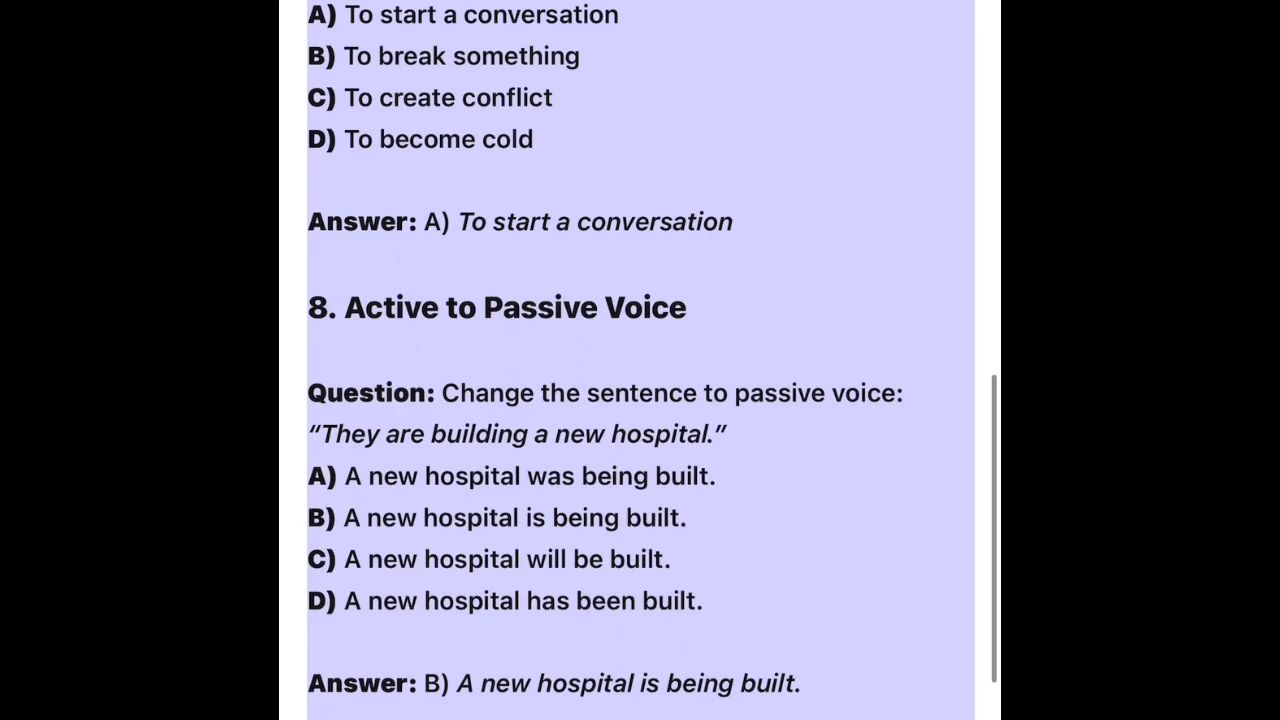 A) To start a conversation
B) To break something
C) To create conflict
D) To become cold
Answer: A) To start a conversation
8. Active to Passive Voice
Question: Change the sentence to passive voice:
“They are building a new hospital.”
A) A new hospital was being built.
B) A new hospital is being built.
C) A new hospital will be built.
D) A new hospital has been built.
Answer: B) A new hospital is being built.